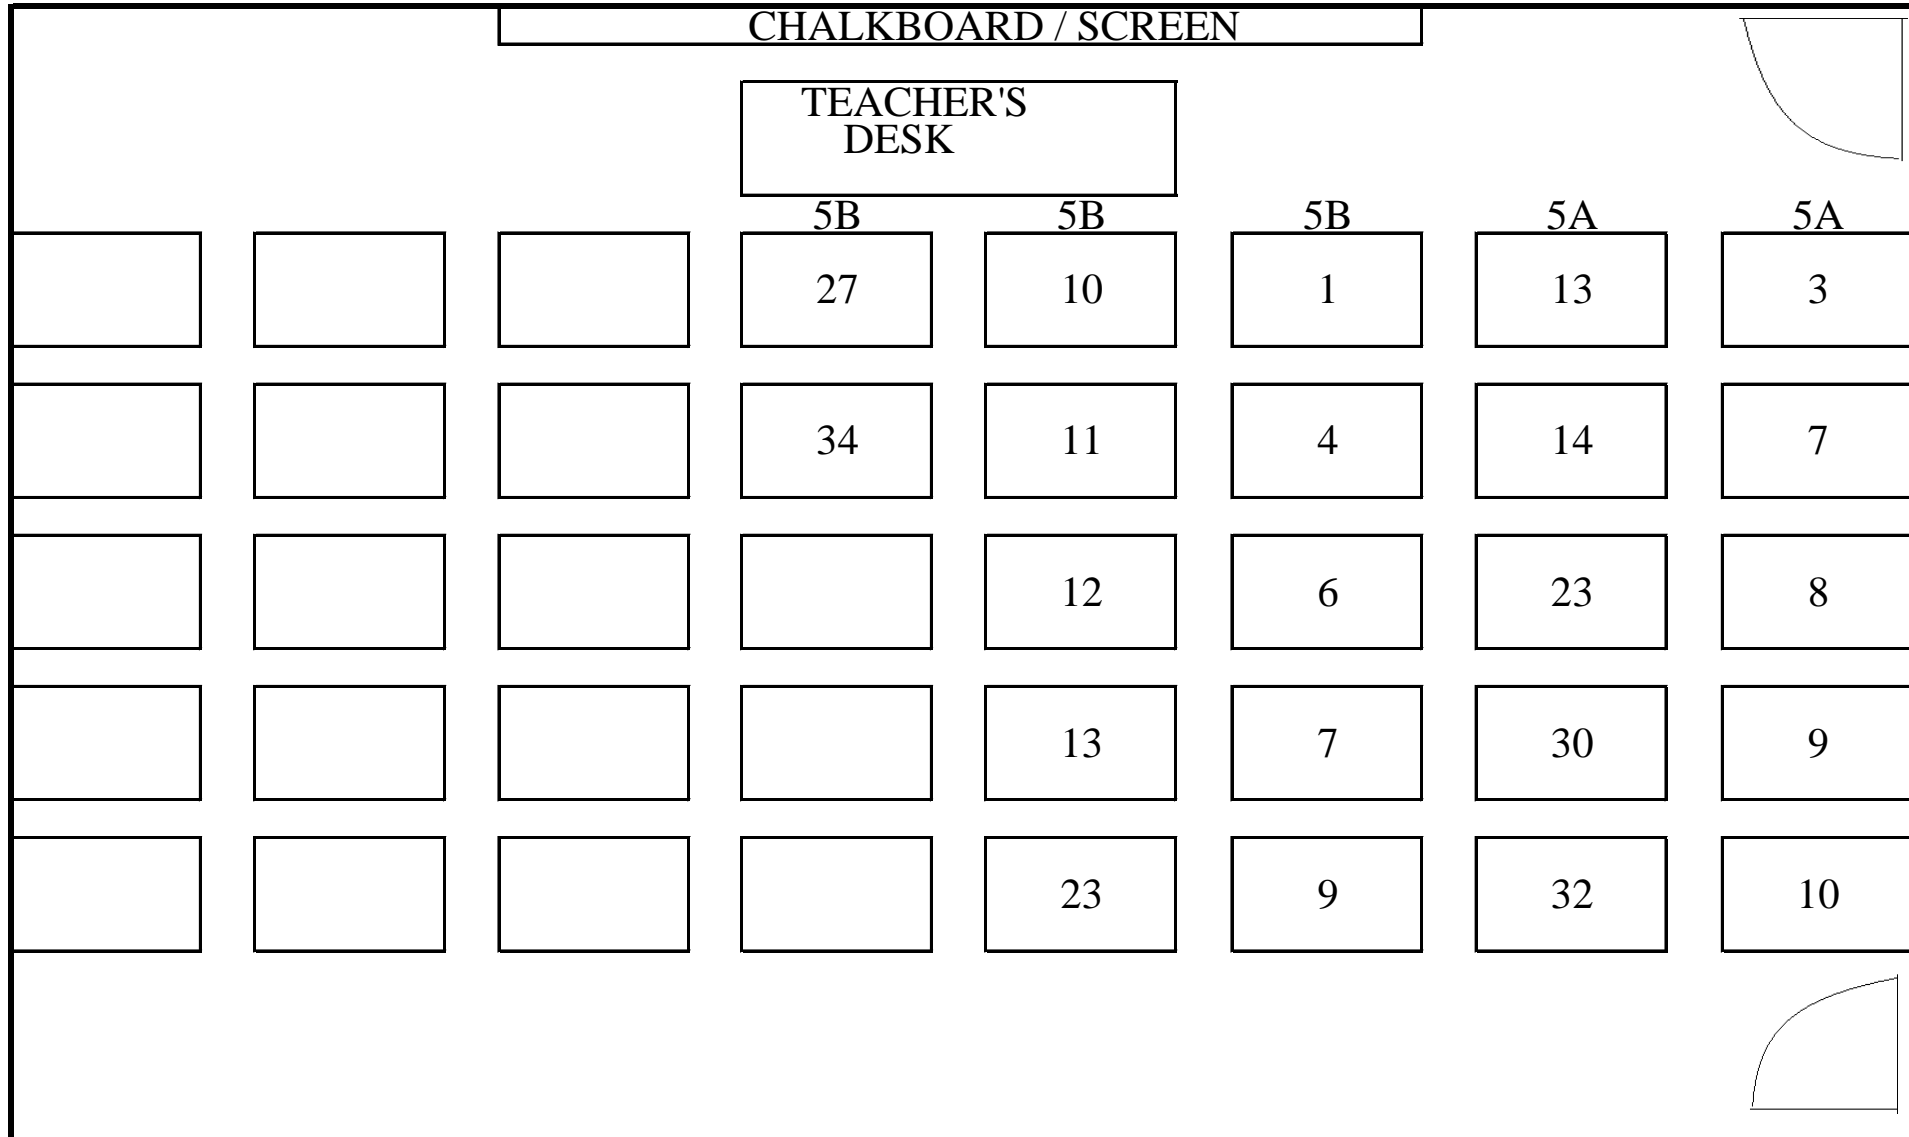 CHALKBOARD / SCREEN
TEACHER'S
DESK
5B 5B 5B 5A 5A
27 10 1 13 3
34 11 4 14 7
12 6 23 8
13 7 30 9
23 9 32 10